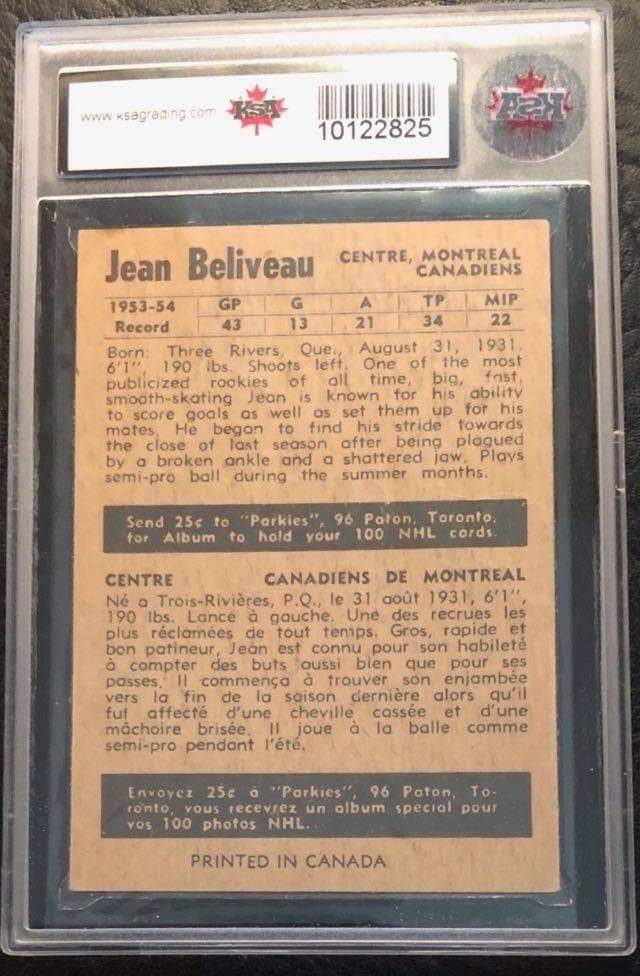 www.ksagrading.com KSA
10122825
KSA
Jean Beliveau CENTRE, MONTREAL
CANADIENS
1953-54 GP G A TP MIP
Record 43 13 21 34 22
Born: Three Rivers, Que., August 31, 1931.
6'1", 190 lbs. Shoots left. One of the most
publicized rookies of all time, big, fast,
smooth-skating Jean is known for his ability
to score goals as well as set them up for his
mates. He began to find his stride towards
the close of last season after being plagued
by a broken ankle and a shattered jaw. Plays
semi-pro ball during the summer months.
Send 25c to "Parkies", 96 Paton, Toronto,
for Album to hold your 100 NHL cards.
CENTRE CANADIENS DE MONTREAL
Né a Trois-Rivières, P.Q., le 31 août 1931, 6'1",
190 lbs. Lance à gauche. Une des recrues les
plus réclamées de tout temps. Gros, rapide et
bon patineur, Jean est connu pour son habileté
à compter des buts aussi bien que pour ses
passes. Il commença à trouver son enjambée
vers la fin de la saison dernière alors qu'il
fut affecté d'une cheville cassée et d'une
mâchoire brisée. Il joue à la balle comme
semi-pro pendant l'été.
Envoyez 25c à "Parkies", 96 Paton, To-
ronto, vous recevrez un album special pour
vos 100 photos NHL.
PRINTED IN CANADA